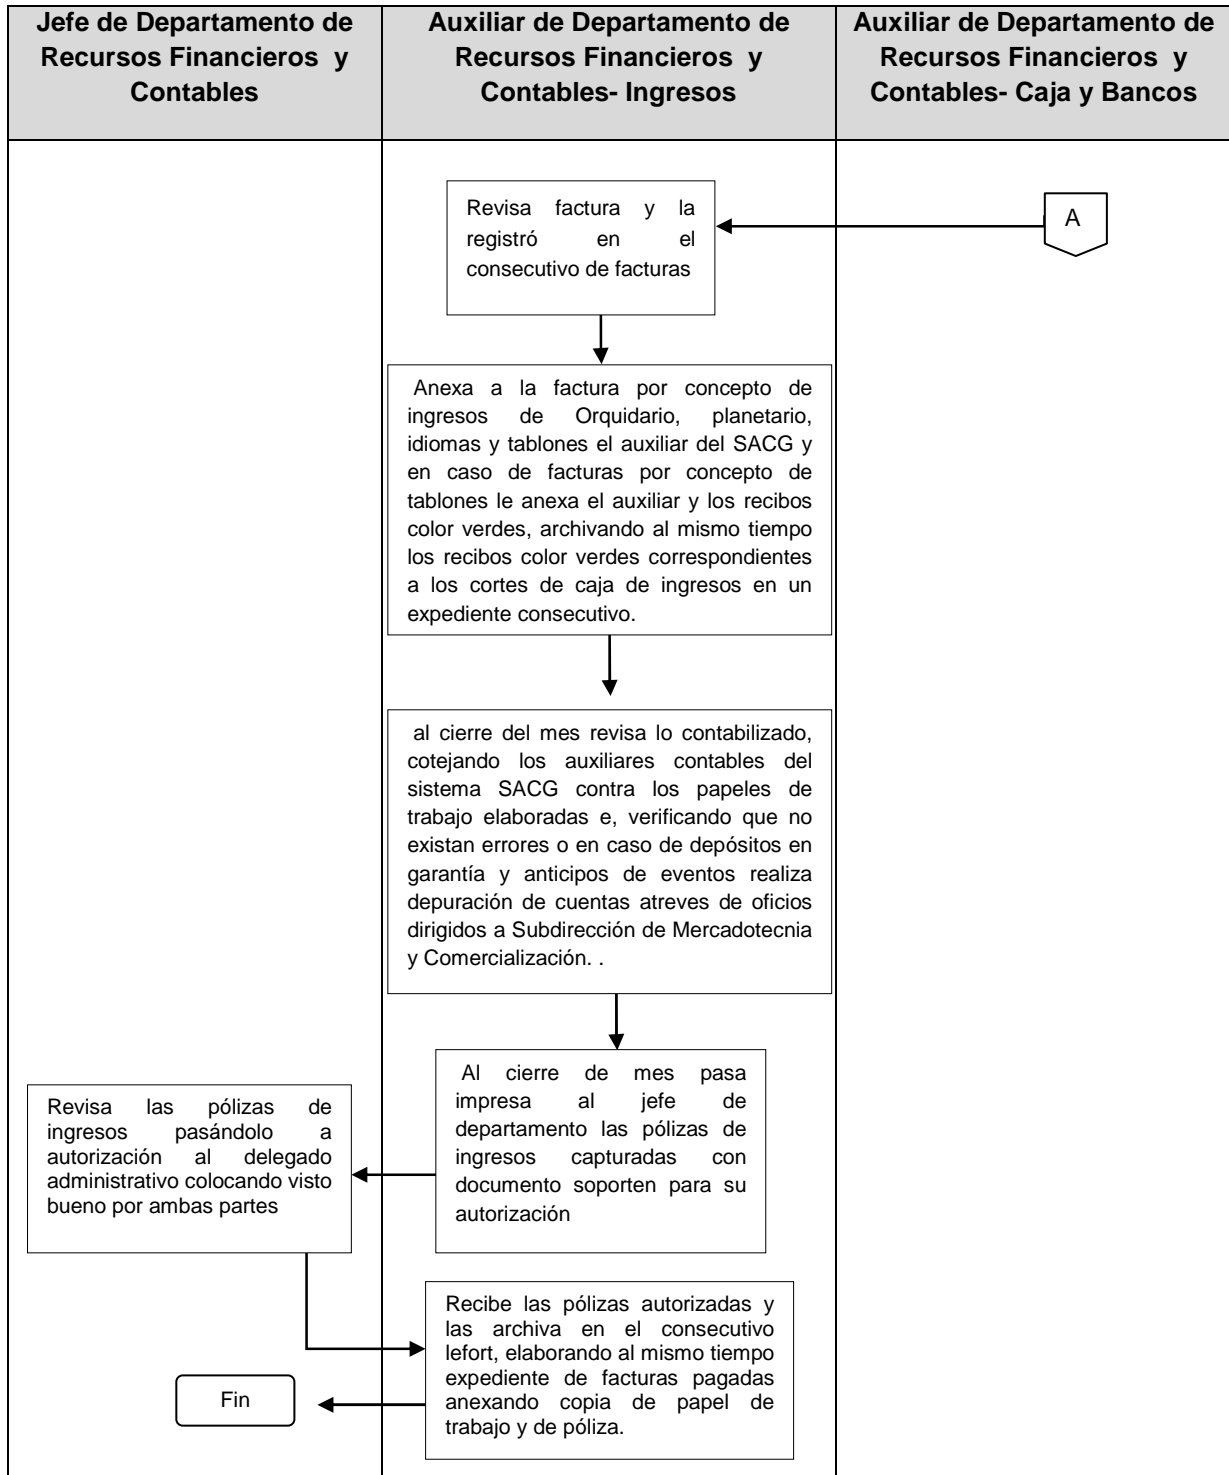 Jefe de Departamento de
Recursos Financieros y
Contables
Auxiliar de Departamento de
Recursos Financieros y
Contables- Ingresos
Auxiliar de Departamento de
Recursos Financieros y
Contables- Caja y Bancos
Revisa factura y la
registró en el
consecutivo de facturas
A
Anexa a la factura por concepto de
ingresos de Orquidario, planetario,
idiomas y tablones el auxiliar del SACG y
en caso de facturas por concepto de
tablones le anexa el auxiliar y los recibos
color verdes, archivando al mismo tiempo
los recibos color verdes correspondientes
a los cortes de caja de ingresos en un
expediente consecutivo.
al cierre del mes revisa lo contabilizado,
cotejando los auxiliares contables del
sistema SACG contra los papeles de
trabajo elaboradas e, verificando que no
existan errores o en caso de depósitos en
garantía y anticipos de eventos realiza
depuración de cuentas atreves de oficios
dirigidos a Subdirección de Mercadotecnia
y Comercialización. .
Al cierre de mes pasa
impresa al jefe de
departamento las pólizas de
ingresos capturadas con
documento soporten para su
autorización
Revisa las pólizas de
ingresos pasándolo a
autorización al delegado
administrativo colocando visto
bueno por ambas partes
Recibe las pólizas autorizadas y
las archiva en el consecutivo
lefort, elaborando al mismo tiempo
expediente de facturas pagadas
anexando copia de papel de
trabajo y de póliza.
Fin